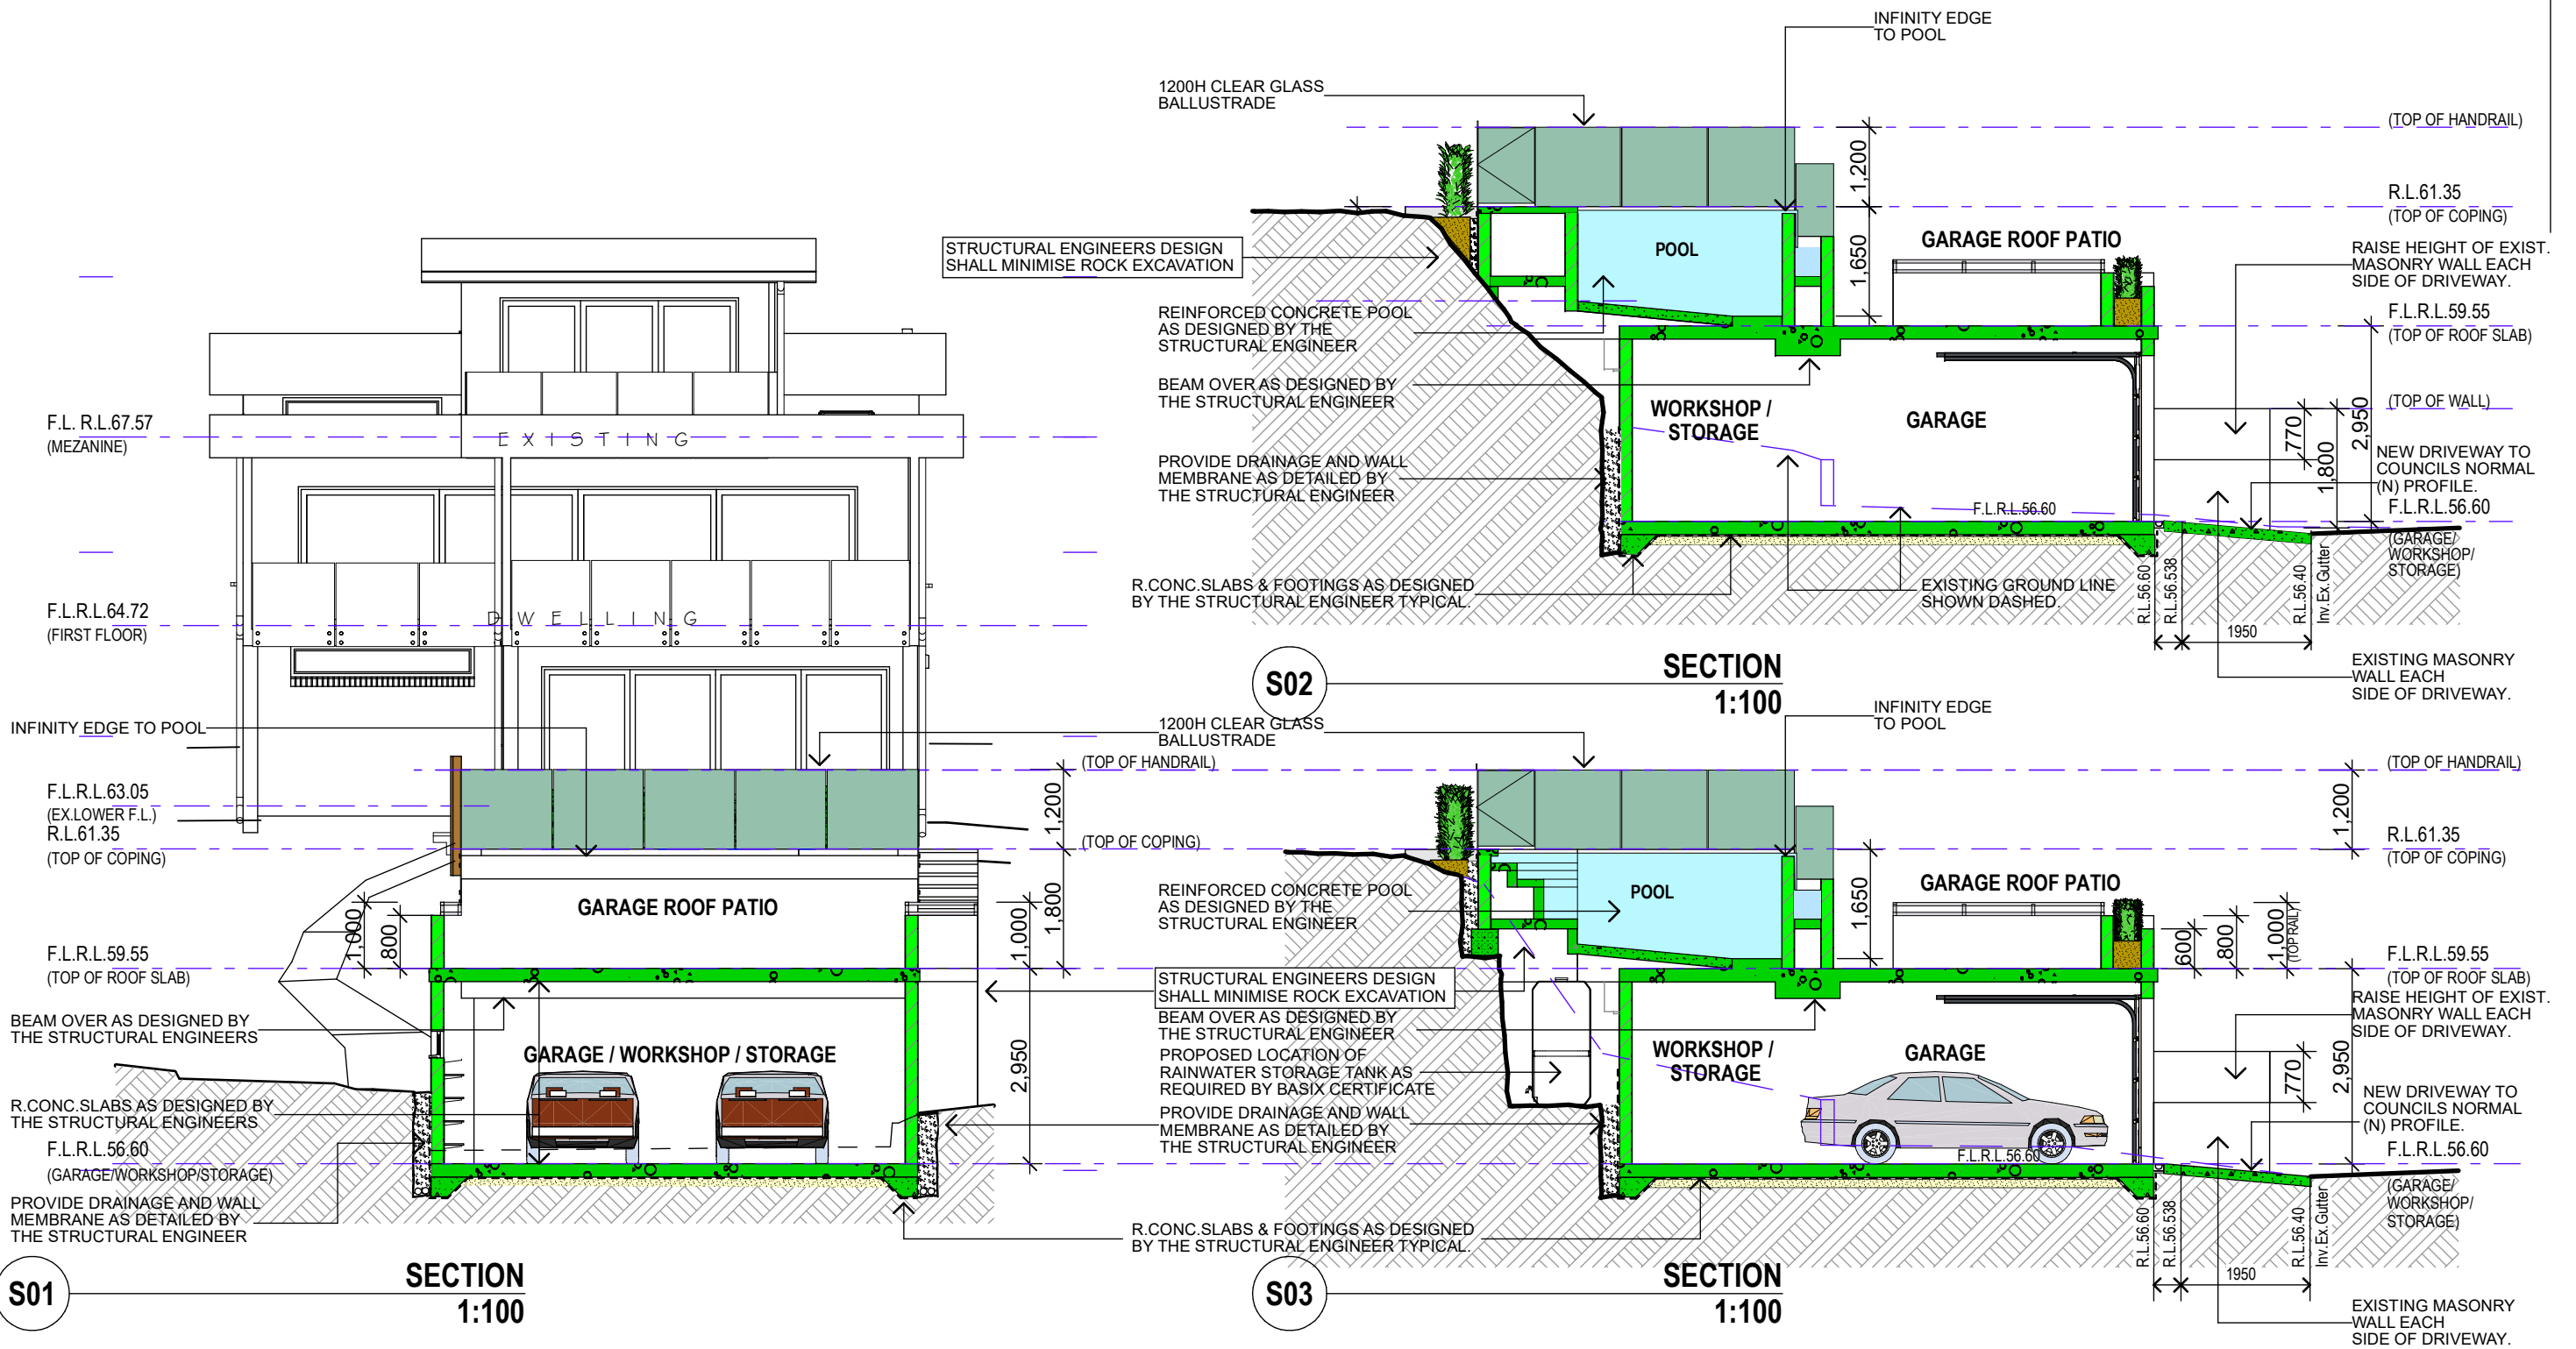 F.L. R.L.67.57
(MEZANINE)
F.L.R.L.64.72
(FIRST FLOOR)
INFINITY EDGE TO POOL
F.L.R.L.63.05
(EX.LOWER F.L.)
R.L.61.35
(TOP OF COPING)
F.L.R.L.59.55
(TOP OF ROOF SLAB)
BEAM OVER AS DESIGNED BY
THE STRUCTURAL ENGINEERS
R.CONC.SLABS AS DESIGNED BY
THE STRUCTURAL ENGINEERS
F.L.R.L.56.60
(GARAGE/WORKSHOP/STORAGE)
PROVIDE DRAINAGE AND WALL
MEMBRANE AS DETAILED BY
THE STRUCTURAL ENGINEER
EXISTING
DWELLING
GARAGE ROOF PATIO
GARAGE / WORKSHOP / STORAGE
1,000
800
1,000
1,200
1,800
2,950
(TOP OF HANDRAIL)
(TOP OF COPING)
S01
SECTION
1:100
INFINITY EDGE
TO POOL
1200H CLEAR GLASS
BALLUSTRADE
STRUCTURAL ENGINEERS DESIGN
SHALL MINIMISE ROCK EXCAVATION
REINFORCED CONCRETE POOL
AS DESIGNED BY THE
STRUCTURAL ENGINEER
BEAM OVER AS DESIGNED BY
THE STRUCTURAL ENGINEER
PROVIDE DRAINAGE AND WALL
MEMBRANE AS DETAILED BY
THE STRUCTURAL ENGINEER
R.CONC.SLABS & FOOTINGS AS DESIGNED
BY THE STRUCTURAL ENGINEER TYPICAL.
POOL
GARAGE ROOF PATIO
WORKSHOP /
STORAGE
GARAGE
F.L.R.L.56.60
EXISTING GROUND LINE
SHOWN DASHED.
1,200
1,650
770
1,800
2,950
(TOP OF HANDRAIL)
R.L.61.35
(TOP OF COPING)
RAISE HEIGHT OF EXIST.
MASONRY WALL EACH
SIDE OF DRIVEWAY.
F.L.R.L.59.55
(TOP OF ROOF SLAB)
(TOP OF WALL)
NEW DRIVEWAY TO
COUNCILS NORMAL
(N) PROFILE.
F.L.R.L.56.60
(GARAGE/
WORKSHOP/
STORAGE)
R.L.56.60
R.L.56.538
R.L.56.40
Inv.Ex.Gutter
1950
EXISTING MASONRY
WALL EACH
SIDE OF DRIVEWAY.
S02
SECTION
1:100
INFINITY EDGE
TO POOL
1200H CLEAR GLASS
BALLUSTRADE
REINFORCED CONCRETE POOL
AS DESIGNED BY THE
STRUCTURAL ENGINEER
STRUCTURAL ENGINEERS DESIGN
SHALL MINIMISE ROCK EXCAVATION
BEAM OVER AS DESIGNED BY
THE STRUCTURAL ENGINEER
PROPOSED LOCATION OF
RAINWATER STORAGE TANK AS
REQUIRED BY BASIX CERTIFICATE
PROVIDE DRAINAGE AND WALL
MEMBRANE AS DETAILED BY
THE STRUCTURAL ENGINEER
R.CONC.SLABS & FOOTINGS AS DESIGNED
BY THE STRUCTURAL ENGINEER TYPICAL.
POOL
GARAGE ROOF PATIO
WORKSHOP /
STORAGE
GARAGE
F.L.R.L.56.60
1,650
600
800
1,000
(TOP RAIL)
1,200
770
2,950
(TOP OF HANDRAIL)
R.L.61.35
(TOP OF COPING)
F.L.R.L.59.55
(TOP OF ROOF SLAB)
RAISE HEIGHT OF EXIST.
MASONRY WALL EACH
SIDE OF DRIVEWAY.
NEW DRIVEWAY TO
COUNCILS NORMAL
(N) PROFILE.
F.L.R.L.56.60
(GARAGE/
WORKSHOP/
STORAGE)
R.L.56.60
R.L.56.538
R.L.56.40
Inv.Ex.Gutter
1950
EXISTING MASONRY
WALL EACH
SIDE OF DRIVEWAY.
S03
SECTION
1:100